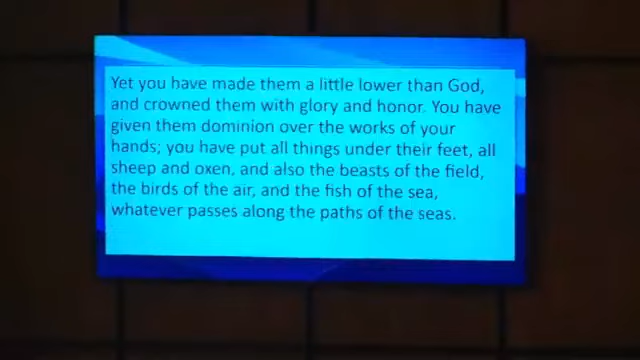 Yet you have made them a little lower than God,
and crowned them with glory and honor. You have
given them dominion over the works of your
hands; you have put all things under their feet, all
sheep and oxen, and also the beasts of the field,
the birds of the air, and the fish of the sea,
whatever passes along the paths of the seas.